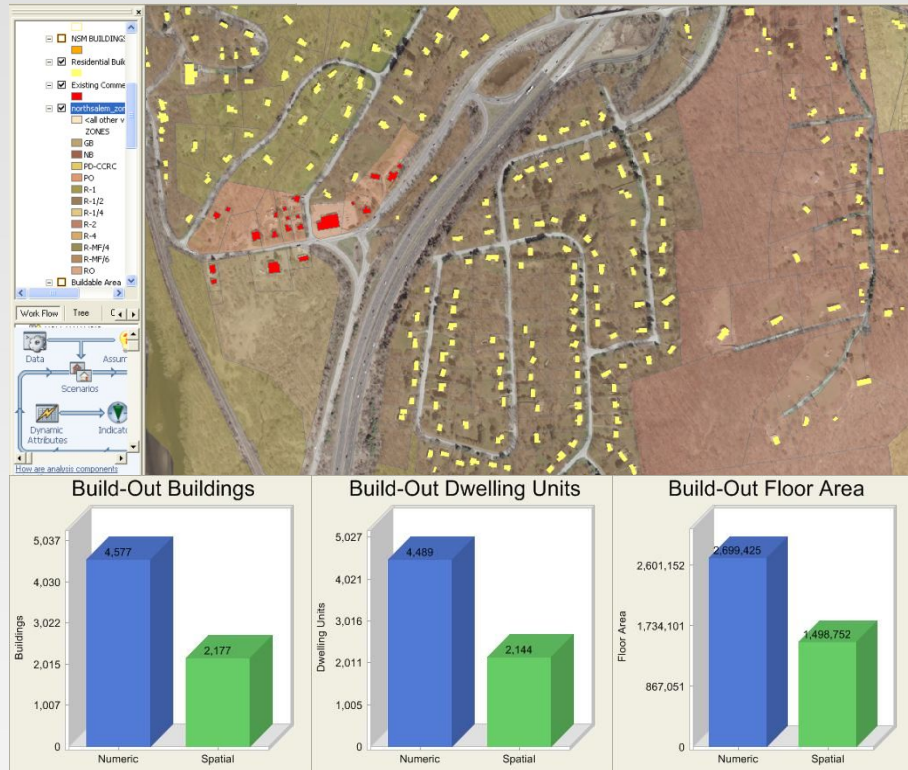 NSM BUILDINGS
Residential Buil
Existing Comme
northsalem_zon
<all other v
ZONES
GB
NB
PD-CCRC
PO
R-1
R-1/2
R-1/4
R-2
R-4
R-MF/4
R-MF/6
RO
Buildable Area
Work Flow Tree
Data
Assum
Scenarios
Dynamic
Attributes
Indicato
How are analysis components
Build-Out Buildings
5,037
4,030
3,022
2,015
1,007
0
Buildings
4,577
2,177
Numeric Spatial
Build-Out Dwelling Units
5,027
4,021
3,016
2,011
1,005
0
Dwelling Units
4,489
2,144
Numeric Spatial
Build-Out Floor Area
2,601,152
1,734,101
867,051
0
Floor Area
2,699,425
1,498,752
Numeric Spatial